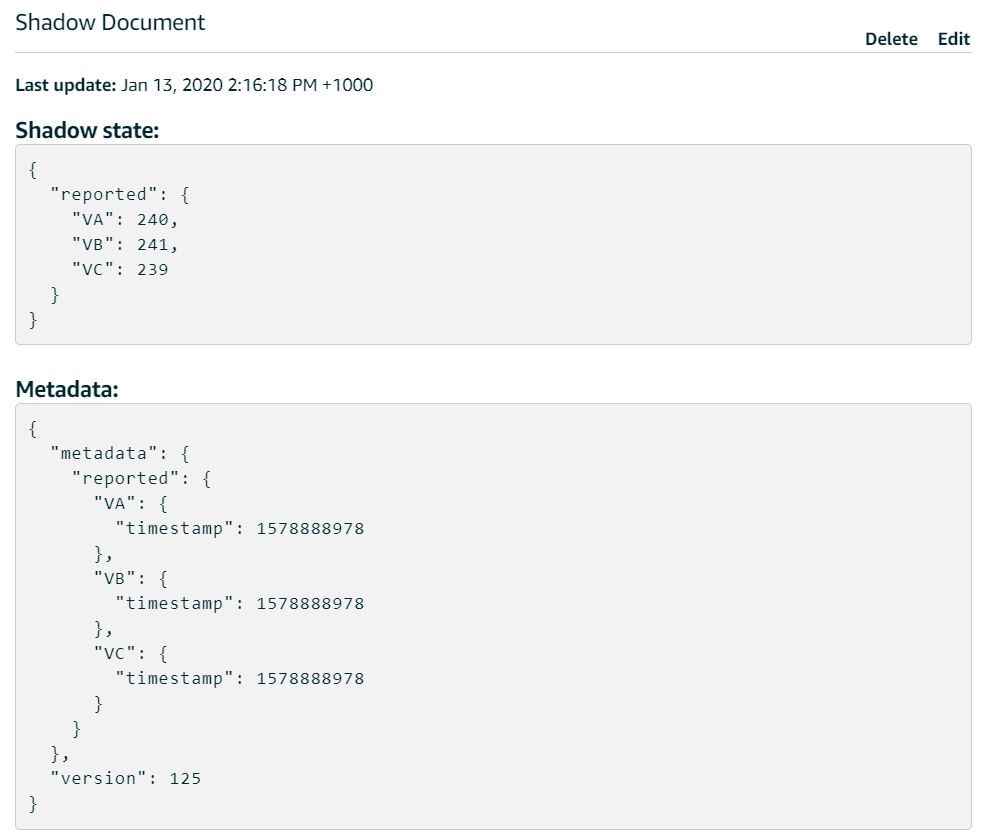 Shadow Document
Delete Edit
Last update: Jan 13, 2020 2:16:18 PM +1000
Shadow state:
{
  "reported": {
    "VA": 240,
    "VB": 241,
    "VC": 239
  }
}
Metadata:
{
  "metadata": {
    "reported": {
      "VA": {
        "timestamp": 1578888978
      },
      "VB": {
        "timestamp": 1578888978
      },
      "VC": {
        "timestamp": 1578888978
      }
    }
  },
  "version": 125
}